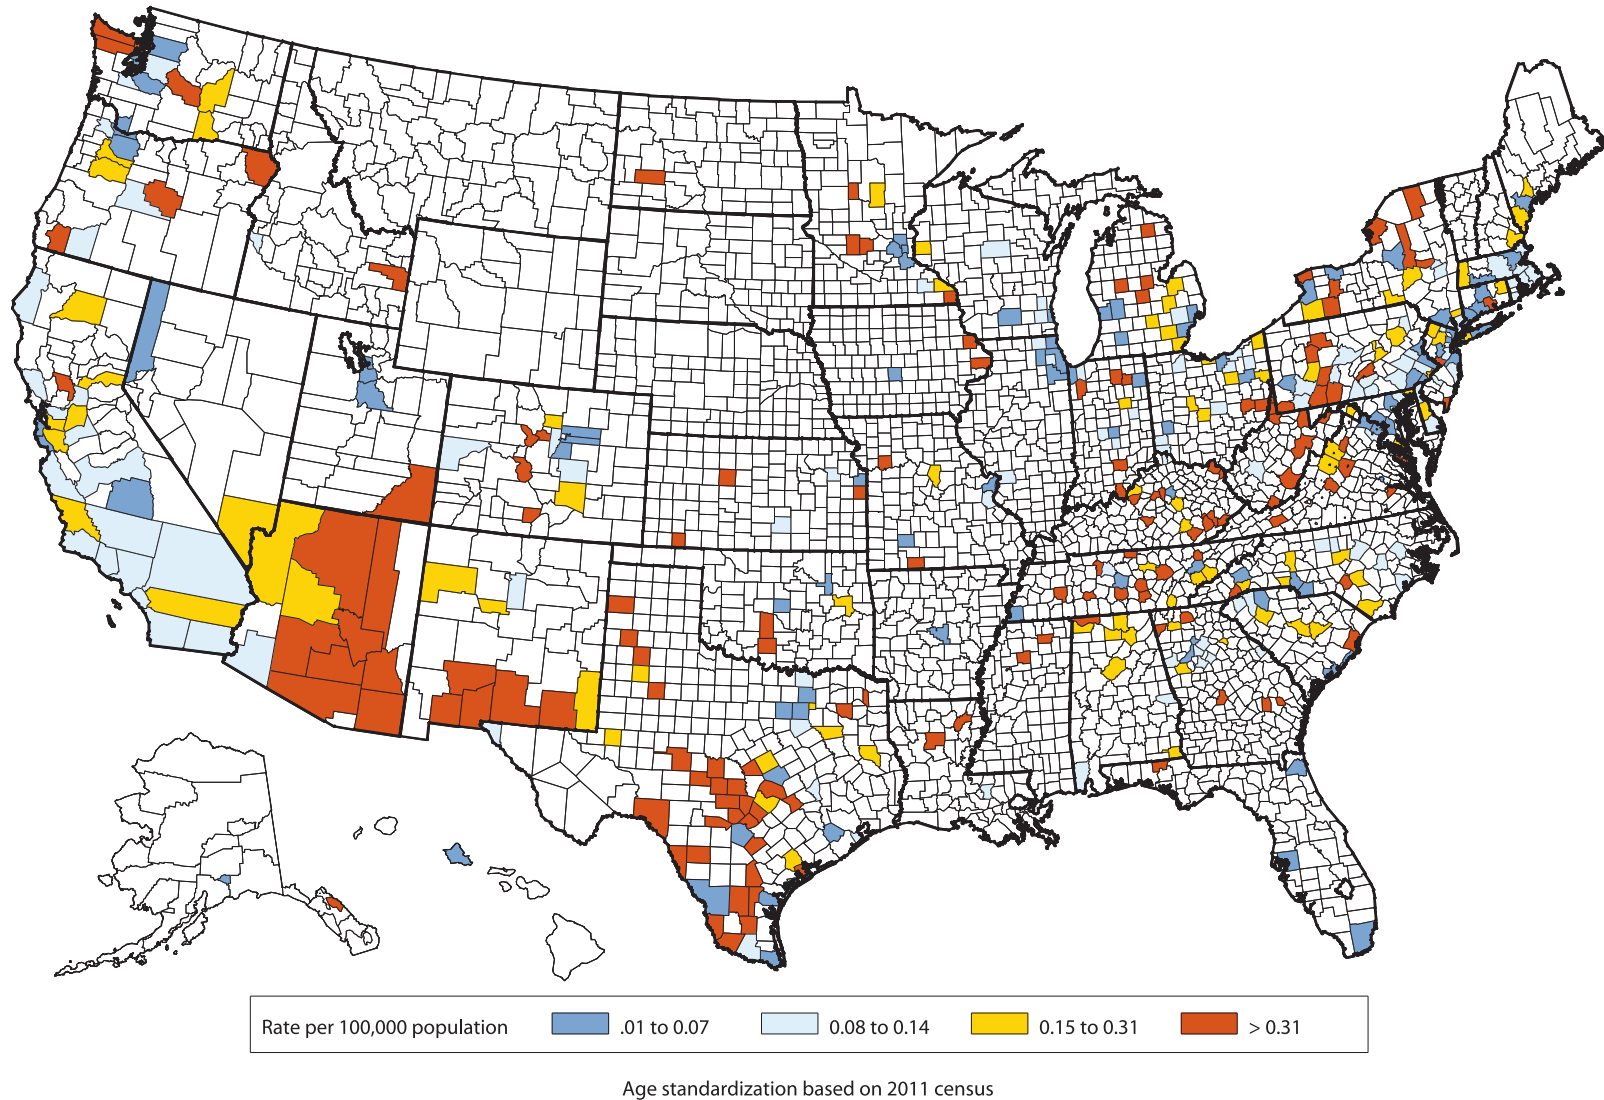 Rate per 100,000 population .01 to 0.07 0.08 to 0.14 0.15 to 0.31 > 0.31
Age standardization based on 2011 census